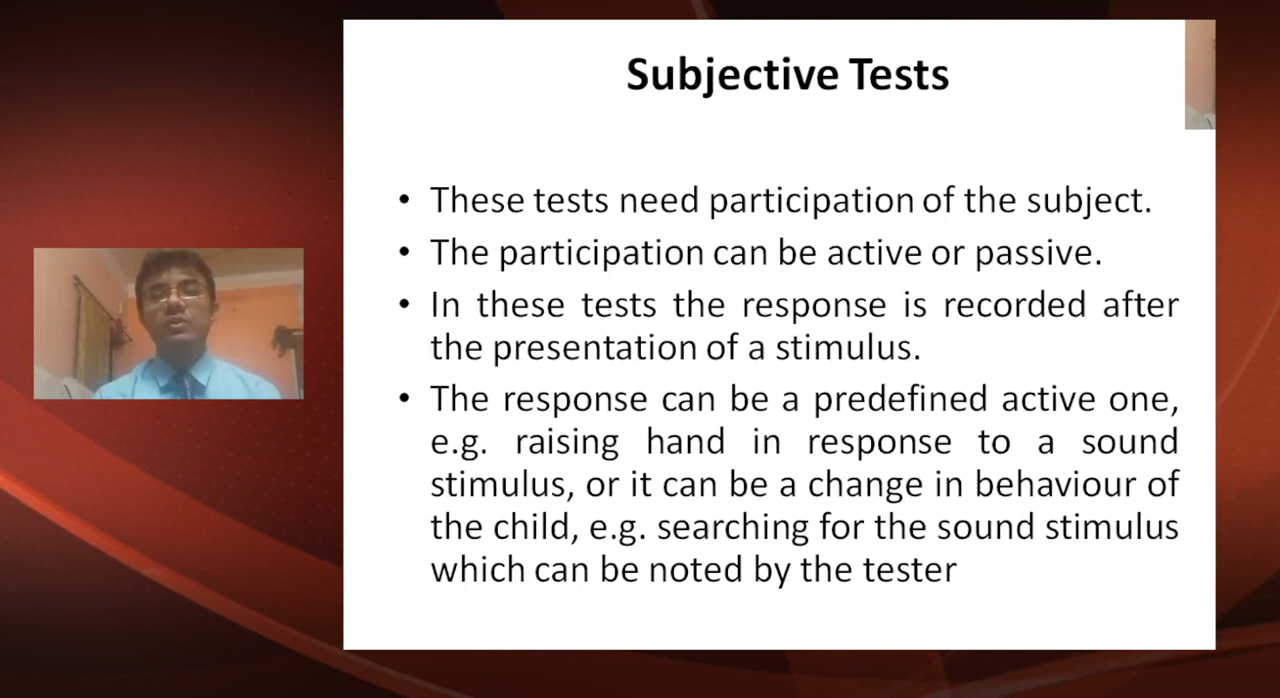 Subjective Tests
• These tests need participation of the subject.
• The participation can be active or passive.
• In these tests the response is recorded after
the presentation of a stimulus.
• The response can be a predefined active one,
e.g. raising hand in response to a sound
stimulus, or it can be a change in behaviour of
the child, e.g. searching for the sound stimulus
which can be noted by the tester